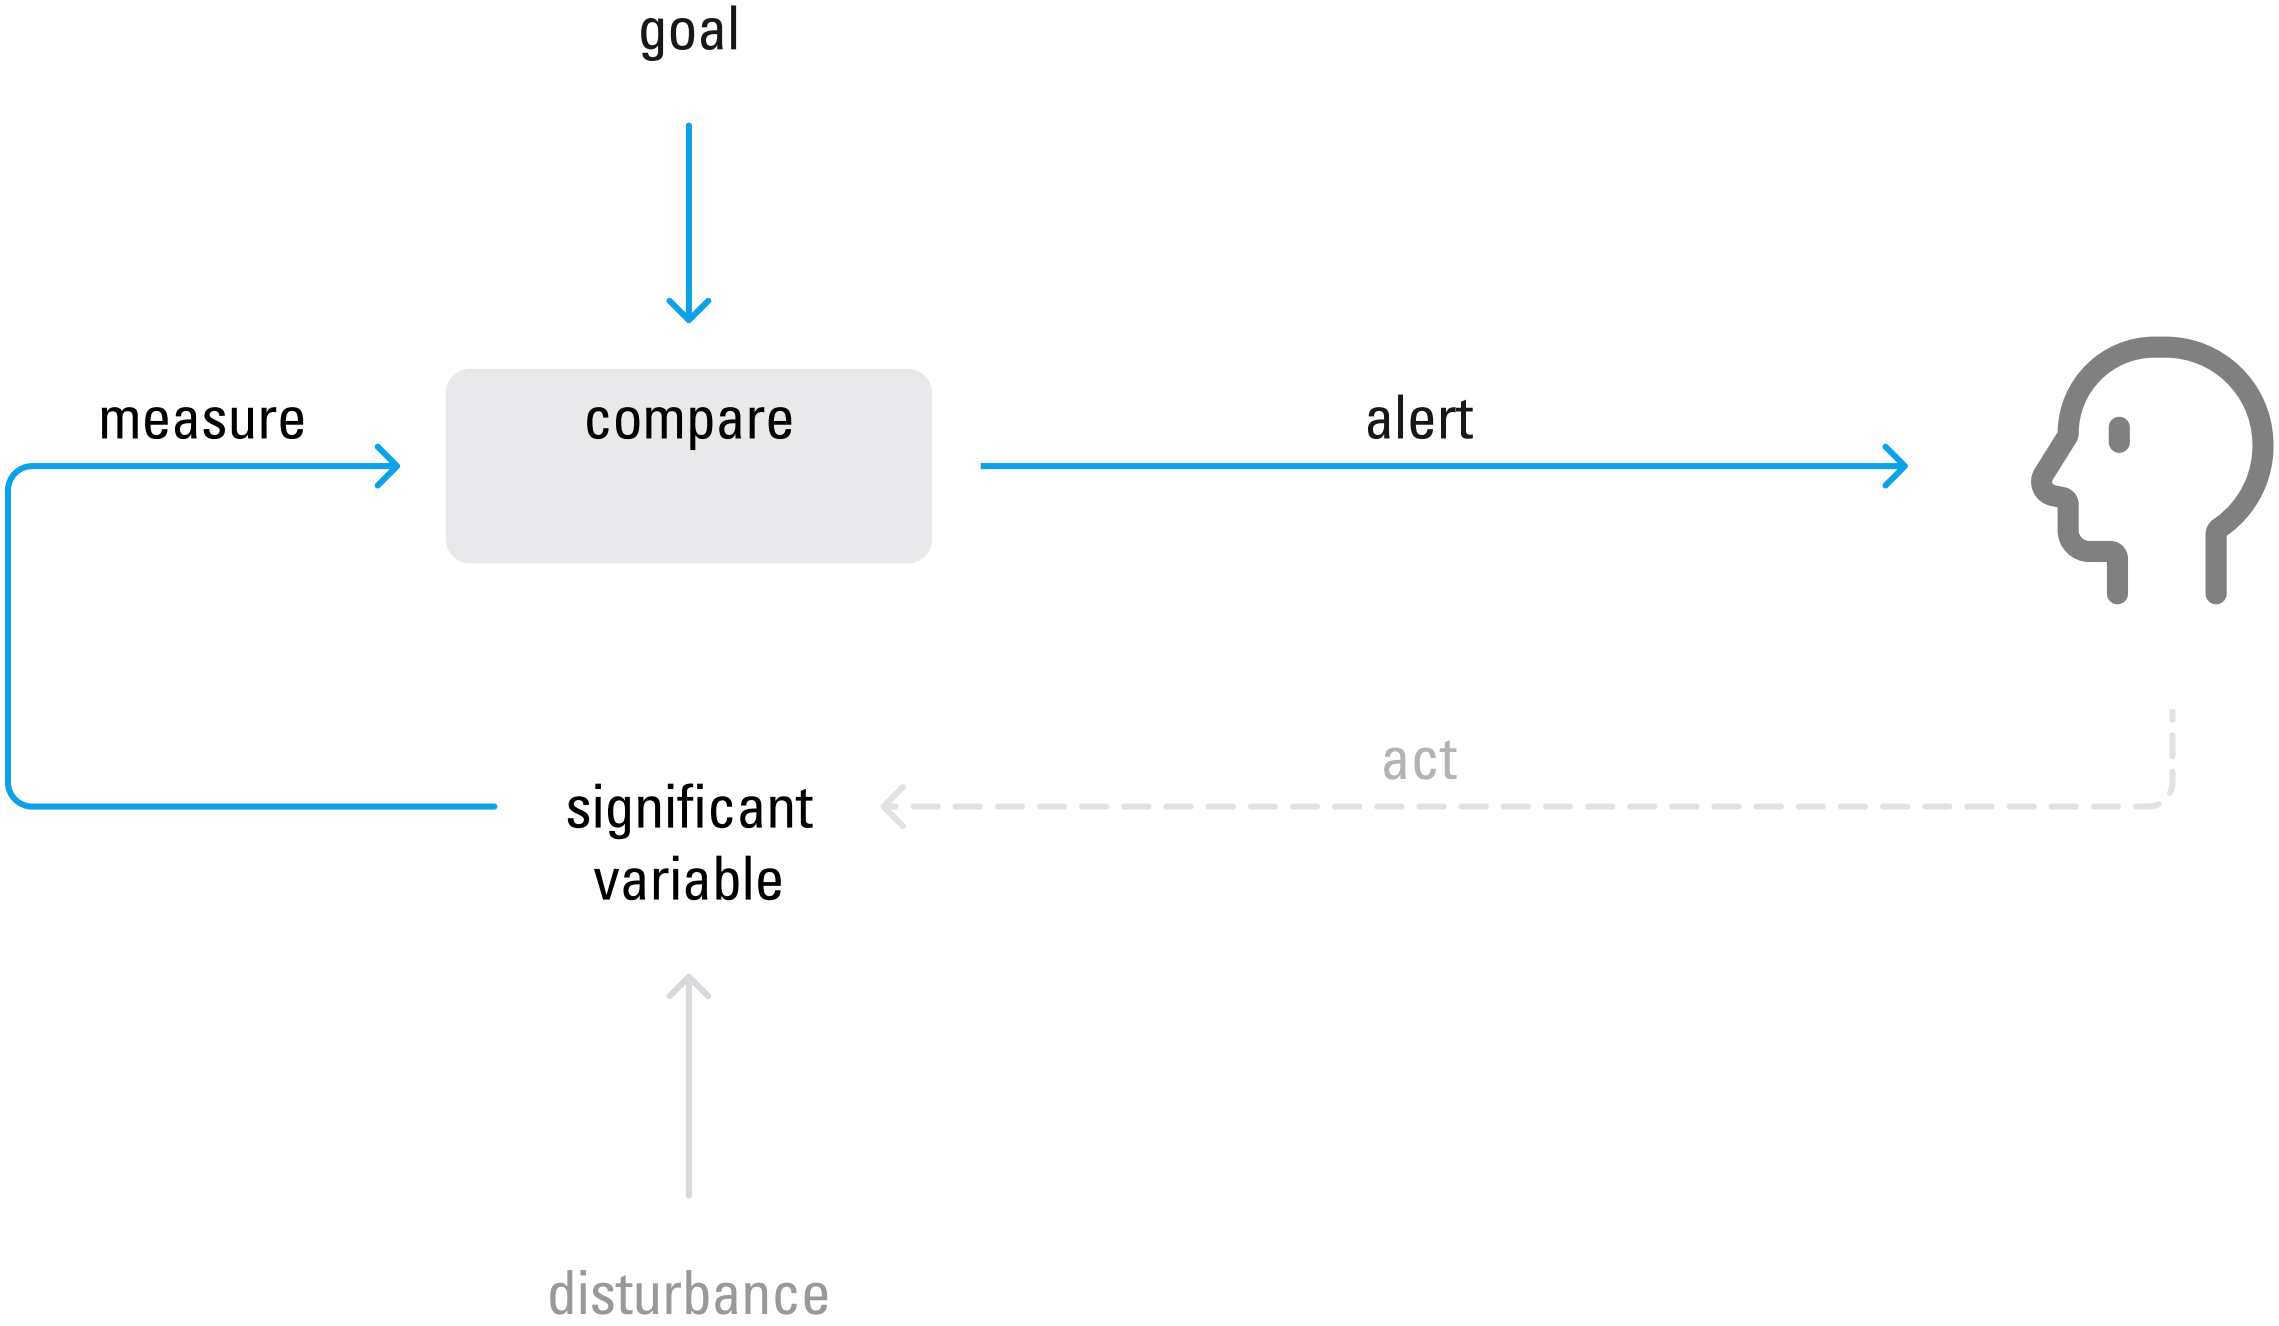 goal
measure
compare
alert
act
significant
variable
disturbance